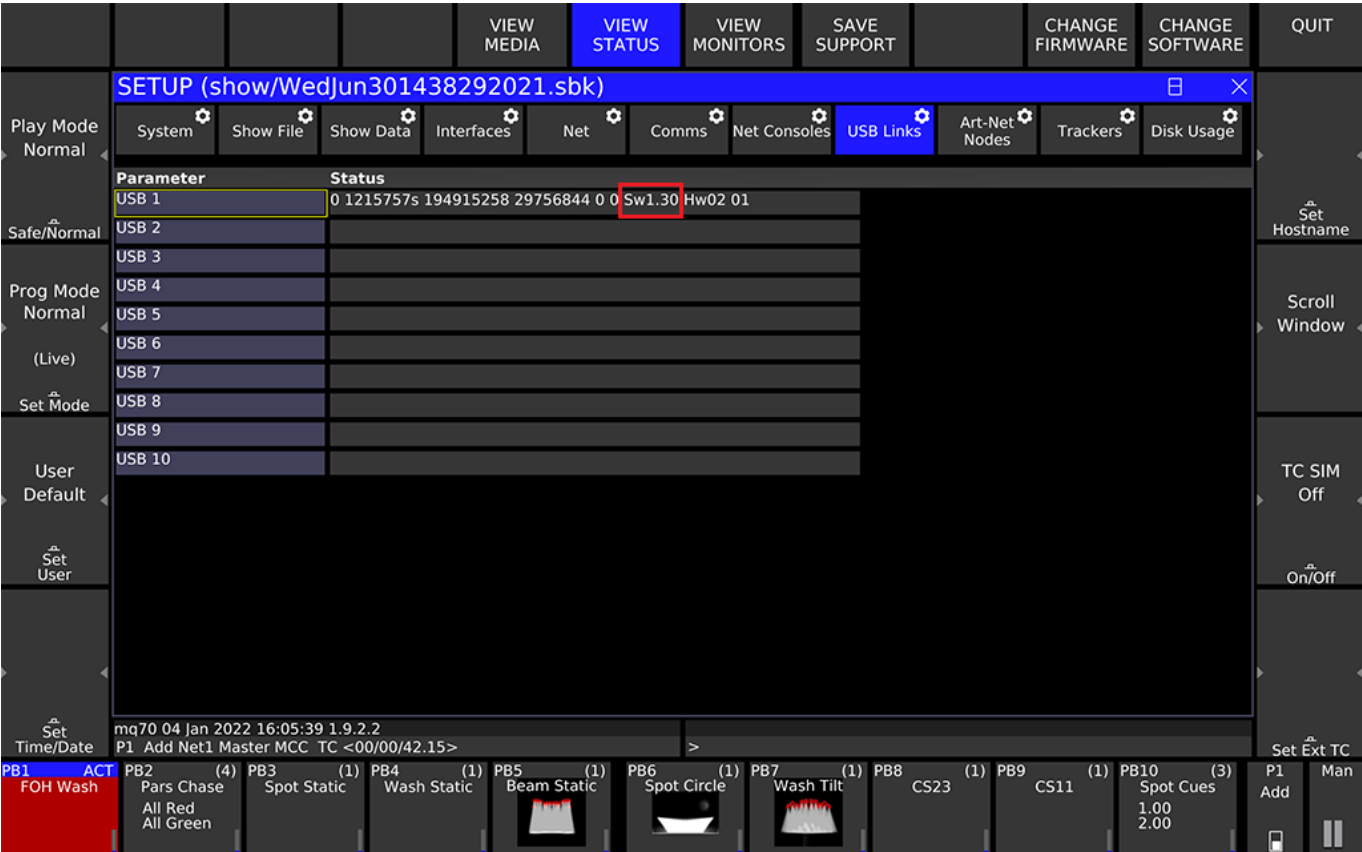 VIEW
MEDIA
VIEW
STATUS
VIEW
MONITORS
SAVE
SUPPORT
CHANGE
FIRMWARE
CHANGE
SOFTWARE
QUIT
SETUP (show/WedJun301438292021.sbk)
System
Show File
Show Data
Interfaces
Net
Comms
Net Consoles
USB Links
Art-Net
Nodes
Trackers
Disk Usage
Parameter Status
USB 1 0 1215757s 194915258 29756844 0 0 Sw1.30 Hw02 01
USB 2
USB 3
USB 4
USB 5
USB 6
USB 7
USB 8
USB 9
USB 10
Play Mode
Normal
Safe/Normal
Prog Mode
Normal
(Live)
Set Mode
User
Default
Set
User
Set
Time/Date
Set
Hostname
Scroll
Window
TC SIM
Off
On/Off
Set Ext TC
mq70 04 Jan 2022 16:05:39 1.9.2.2
P1 Add Net1 Master MCC TC <00/00/42.15>
>
PB1 ACT
FOH Wash
PB2 (4)
Pars Chase
All Red
All Green
PB3 (1)
Spot Static
PB4 (1)
Wash Static
PB5 (1)
Beam Static
PB6 (1)
Spot Circle
PB7 (1)
Wash Tilt
PB8 (1)
CS23
PB9 (1)
CS11
PB10 (3)
Spot Cues
1.00
2.00
P1
Add
Man